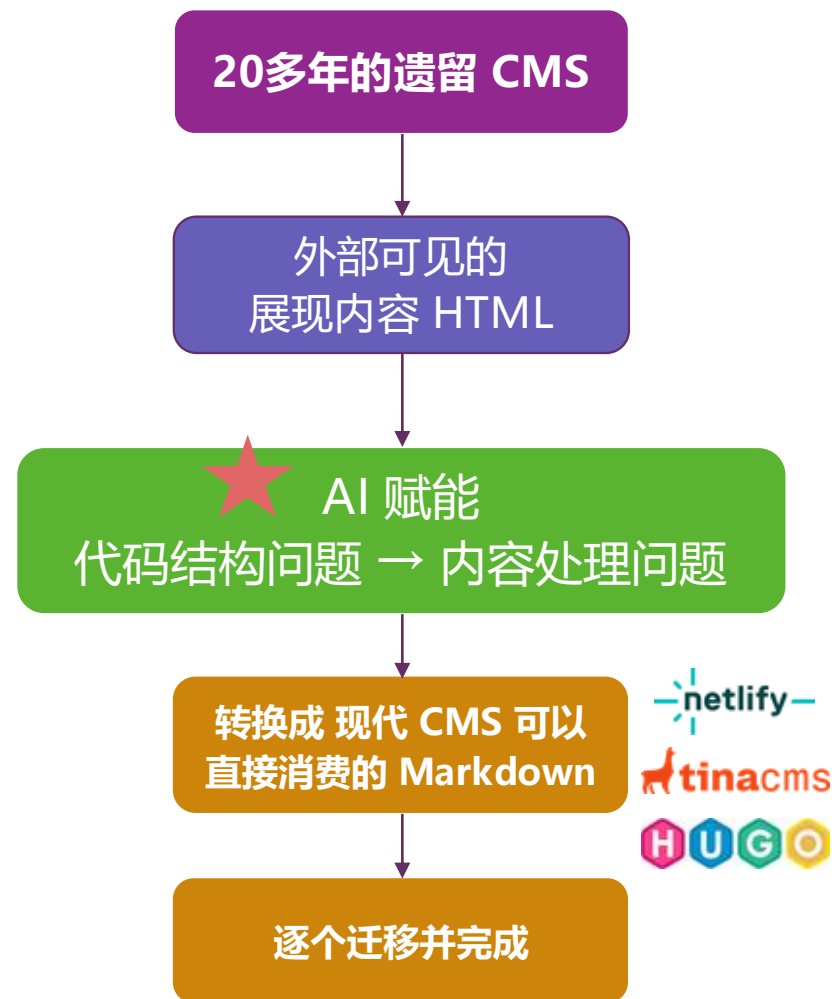 20多年的遗留 CMS
外部可见的
展现内容 HTML
AI 赋能
代码结构问题 → 内容处理问题
转换成 现代 CMS 可以
直接消费的 Markdown
netlify
tinacms
HUGO
逐个迁移并完成